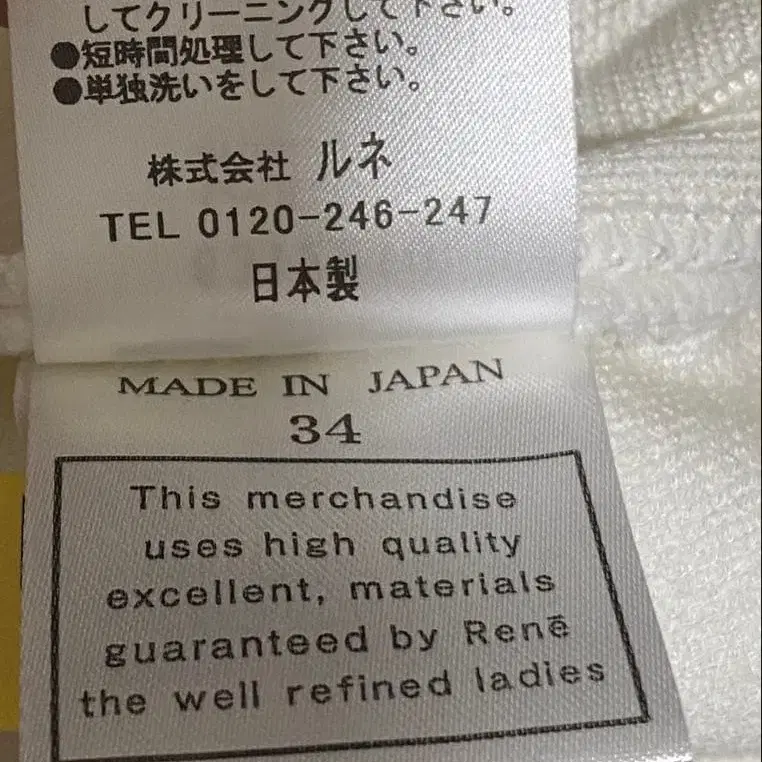 してクリーニングして下さい。
●短時間処理して下さい。
●単独洗いをして下さい。
株式会社 ルネ
TEL 0120-246-247
日本製
MADE IN JAPAN
34
This merchandise
uses high quality
excellent, materials
guaranteed by Renē
the well refined ladies